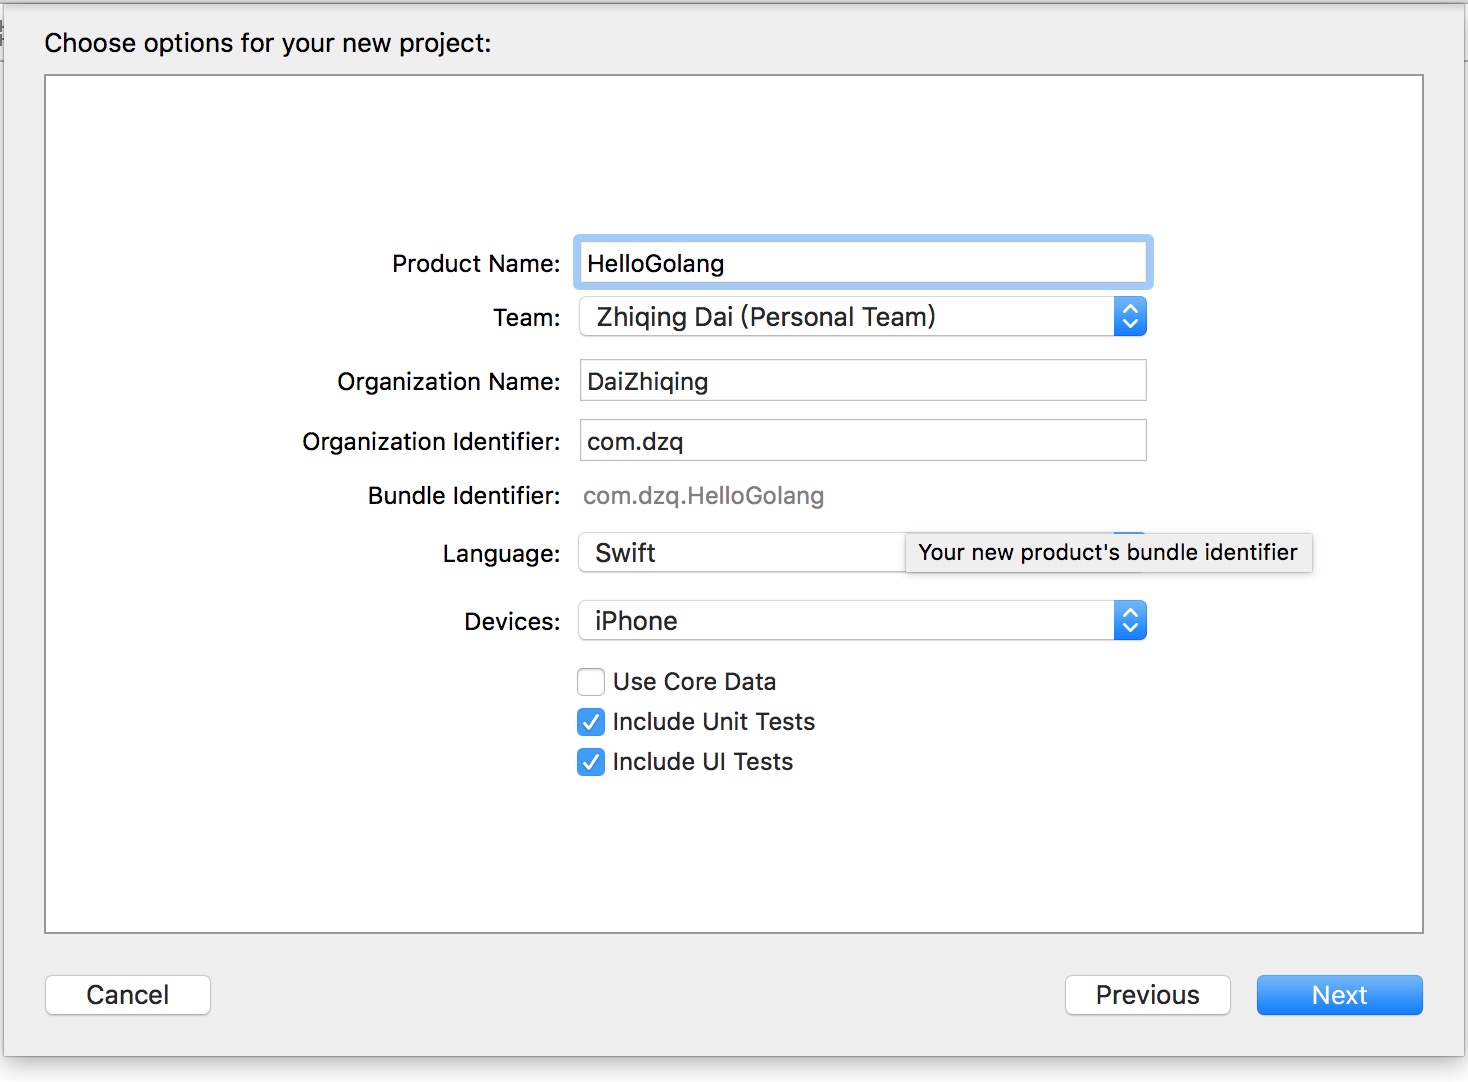 Choose options for your new project:
Product Name: HelloGolang
Team: Zhiqing Dai (Personal Team)
Organization Name: DaiZhiqing
Organization Identifier: com.dzq
Bundle Identifier: com.dzq.HelloGolang
Language: Swift
Your new product's bundle identifier
Devices: iPhone
Use Core Data
Include Unit Tests
Include UI Tests
Cancel
Previous
Next